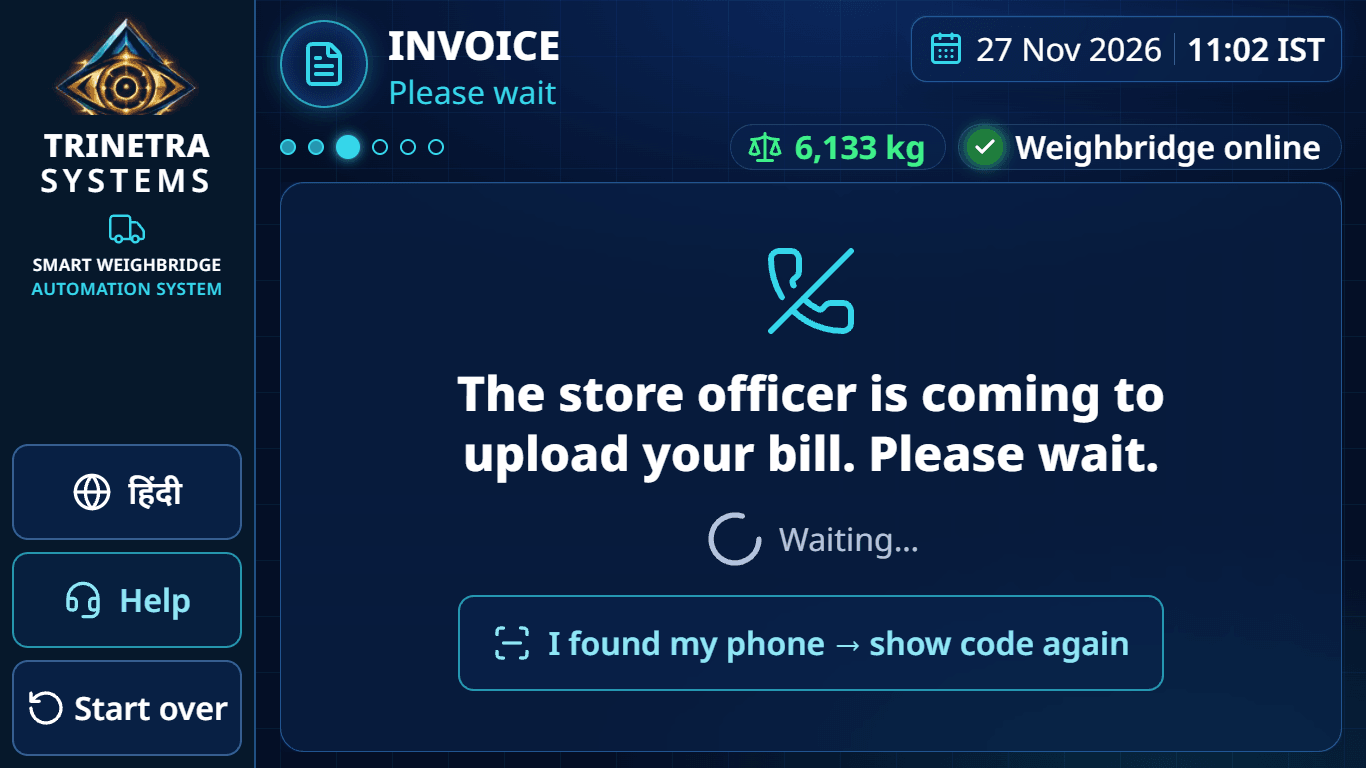 TRINETRA
SYSTEMS
SMART WEIGHBRIDGE
AUTOMATION SYSTEM
हिंदी
Help
Start over
INVOICE
Please wait
27 Nov 2026
11:02 IST
6,133 kg
Weighbridge online
The store officer is coming to
upload your bill. Please wait.
Waiting...
I found my phone → show code again